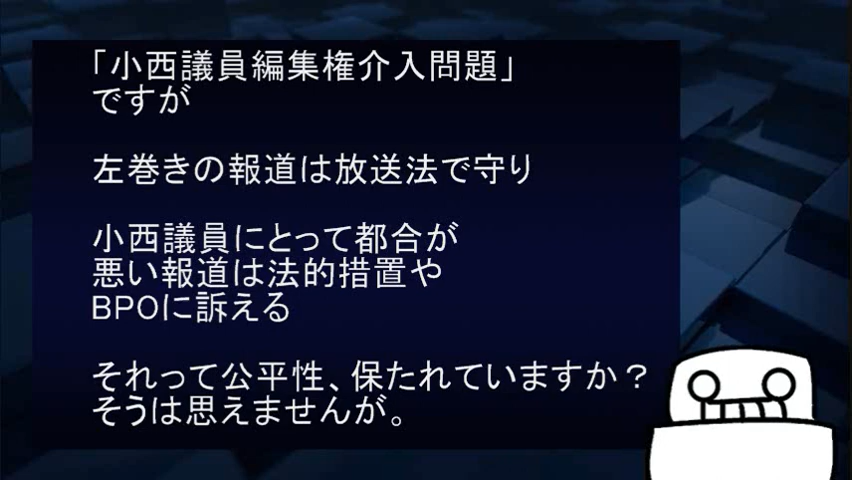 「小西議員編集権介入問題」
ですが
左巻きの報道は放送法で守り
小西議員にとって都合が
悪い報道は法的措置や
BPOに訴える
それって公平性、保たれていますか？
そうは思えませんが。